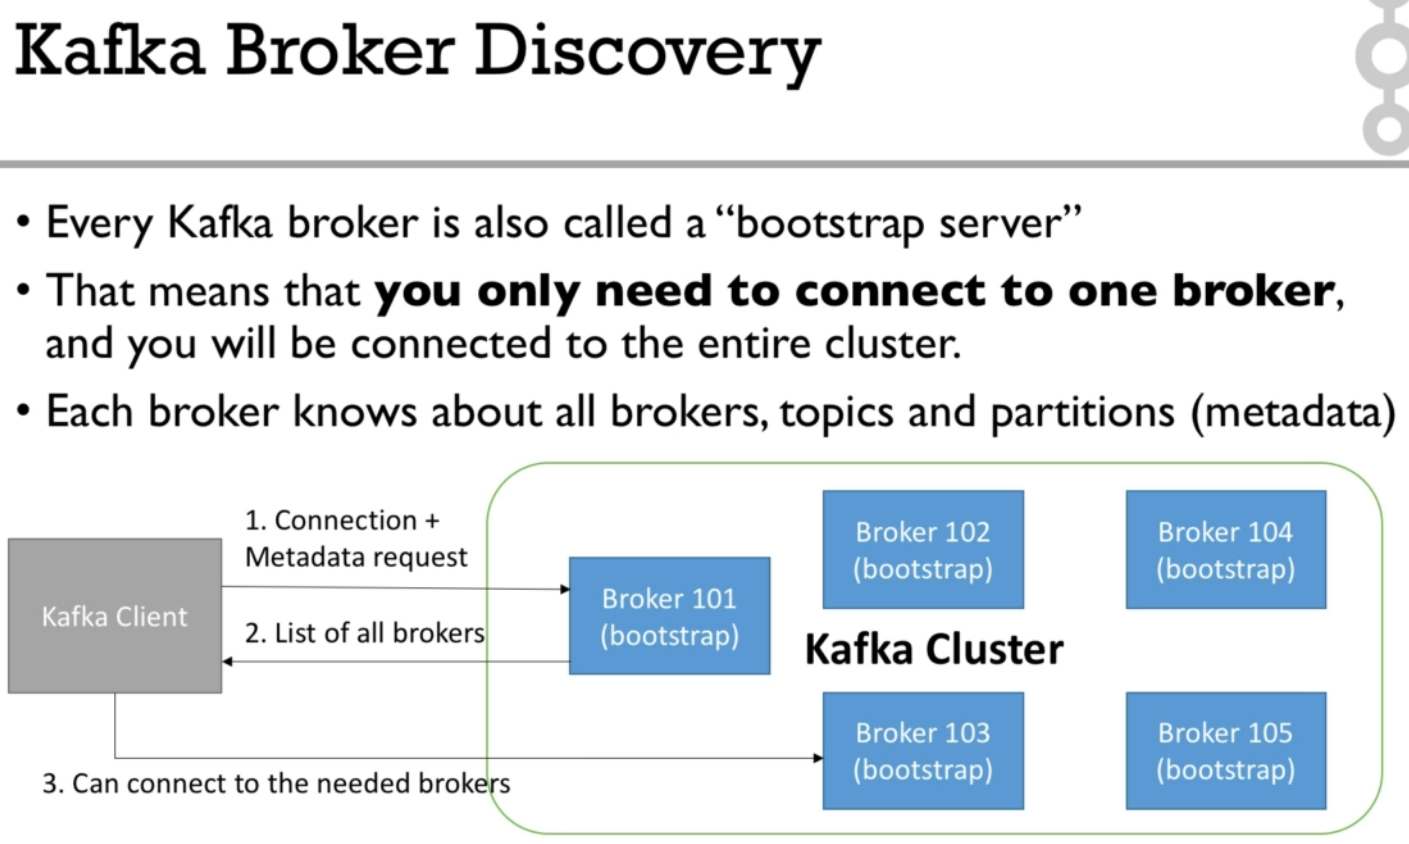 Kafka Broker Discovery
• Every Kafka broker is also called a “bootstrap server”
• That means that you only need to connect to one broker,
and you will be connected to the entire cluster.
• Each broker knows about all brokers, topics and partitions (metadata)
Kafka Client
1. Connection +
Metadata request
2. List of all brokers
3. Can connect to the needed brokers
Broker 101
(bootstrap)
Broker 102
(bootstrap)
Broker 104
(bootstrap)
Kafka Cluster
Broker 103
(bootstrap)
Broker 105
(bootstrap)